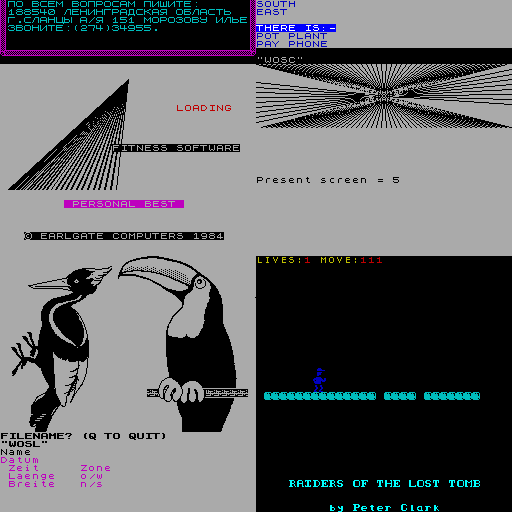 ПО ВСЕМ ВОПРОСАМ ПИШИТЕ:
188540 ЛЕНИНГРАДСКАЯ ОБЛАСТЬ
Г.СЛАНЦЫ А/Я 151 МОРОЗОВУ ИЛЬЕ
ЗВОНИТЕ:(274)34955.
SOUTH
EAST
THERE IS:-
POT PLANT
PAY PHONE
"WOSC"
LOADING
FITNESS SOFTWARE
PERSONAL BEST
© EARLGATE COMPUTERS 1984
Present screen = 5
LIVES:1 MOVE:111
RAIDERS OF THE LOST TOMB
by Peter Clark
FILENAME? (Q TO QUIT)
"WOSL"
Name
Datum
Zeit Zone
Laenge o/w
Breite n/s